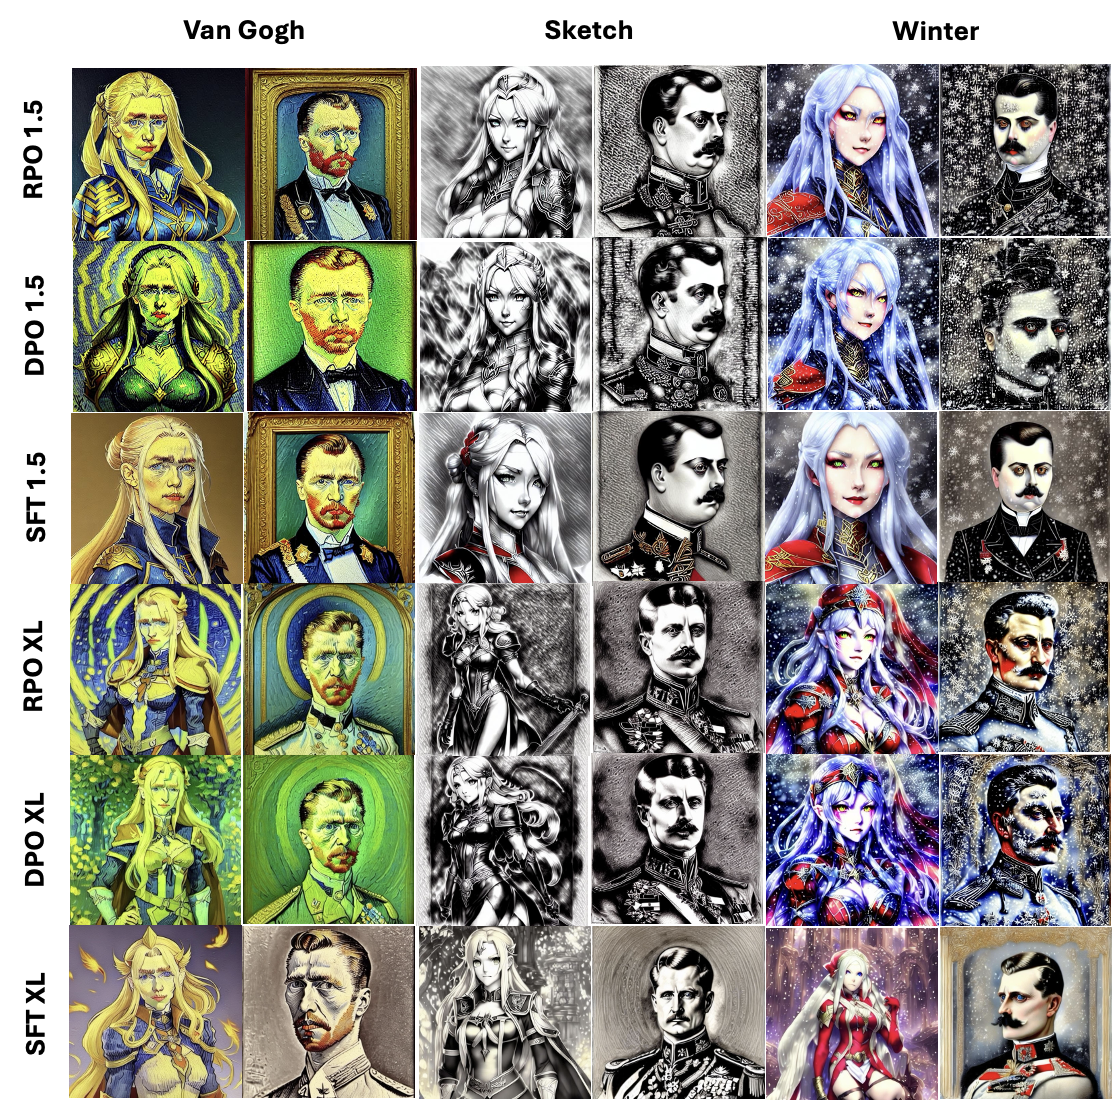 Van Gogh Sketch Winter
RPO 1.5
DPO 1.5
SFT 1.5
RPO XL
DPO XL
SFT XL